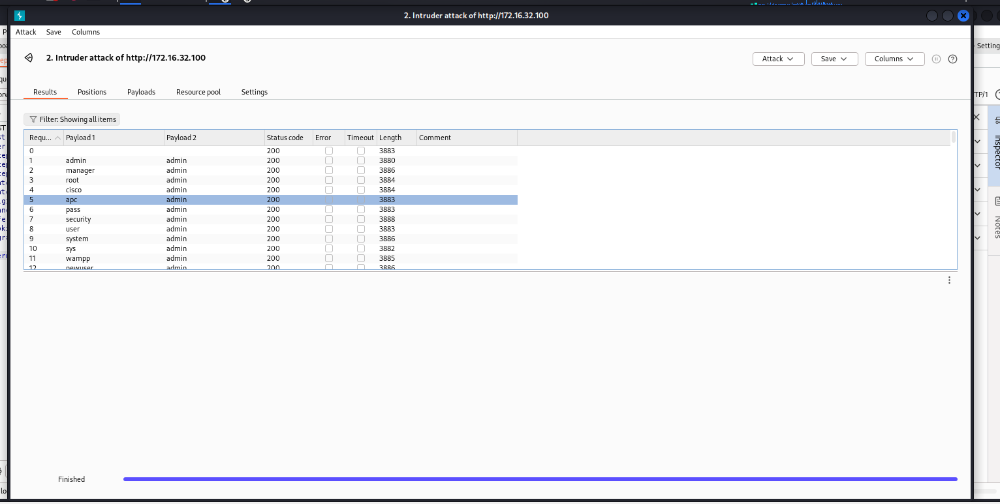 2. Intruder attack of http://172.16.32.100
Attack Save Columns
2. Intruder attack of http://172.16.32.100
Attack Save Columns
Setting
Results Positions Payloads Resource pool Settings
TP/1
Filter: Showing all items
Requ... Payload 1 Payload 2 Status code Error Timeout Length Comment
0 200 3883
1 admin admin 200 3880
2 manager admin 200 3886
3 root admin 200 3884
4 cisco admin 200 3884
5 apc admin 200 3883
6 pass admin 200 3883
7 security admin 200 3888
8 user admin 200 3883
9 system admin 200 3886
10 sys admin 200 3882
11 wampp admin 200 3885
12 newuser admin 200 3886
Inspector
Notes
Finished